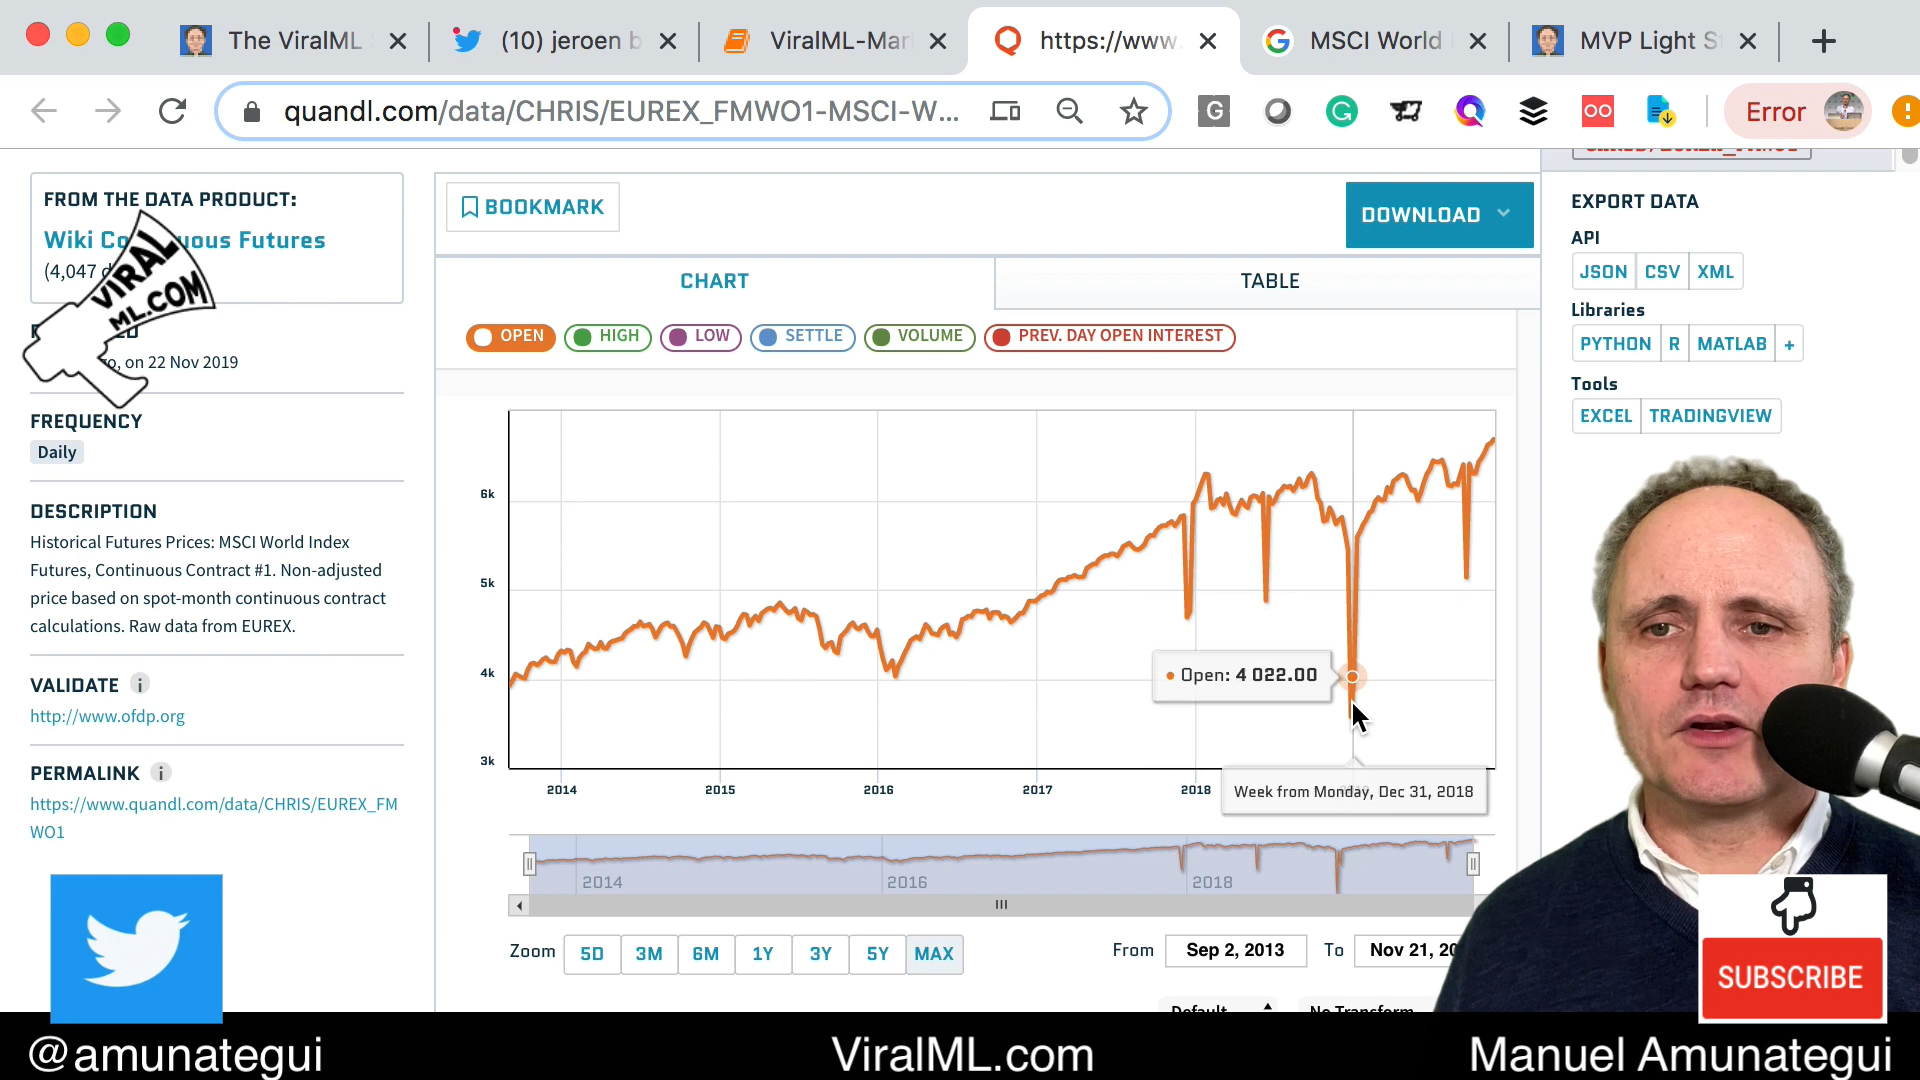 The ViralML
(10) jeroen b
ViralML-Mar
https://www.
MSCI World
MVP Light S
quandl.com/data/CHRIS/EUREX_FMWO1-MSCI-W...
Error
FROM THE DATA PRODUCT:
Wiki Co uous Futures
(4,047 d
VIRAL
ML.COM
o, on 22 Nov 2019
FREQUENCY
Daily
DESCRIPTION
Historical Futures Prices: MSCI World Index
Futures, Continuous Contract #1. Non-adjusted
price based on spot-month continuous contract
calculations. Raw data from EUREX.
VALIDATE i
http://www.ofdp.org
PERMALINK i
https://www.quandl.com/data/CHRIS/EUREX_FM
WO1
BOOKMARK
DOWNLOAD
CHART
TABLE
OPEN HIGH LOW SETTLE VOLUME PREV. DAY OPEN INTEREST
6k
5k
4k
3k
Open: 4 022.00
2014 2015 2016 2017 2018
Week from Monday, Dec 31, 2018
2014 2016 2018
Zoom 5D 3M 6M 1Y 3Y 5Y MAX
From Sep 2, 2013 To Nov 21, 20
Default
No Transform
EXPORT DATA
API
JSON CSV XML
Libraries
PYTHON R MATLAB +
Tools
EXCEL TRADINGVIEW
SUBSCRIBE
@amunategui
ViralML.com
Manuel Amunategui